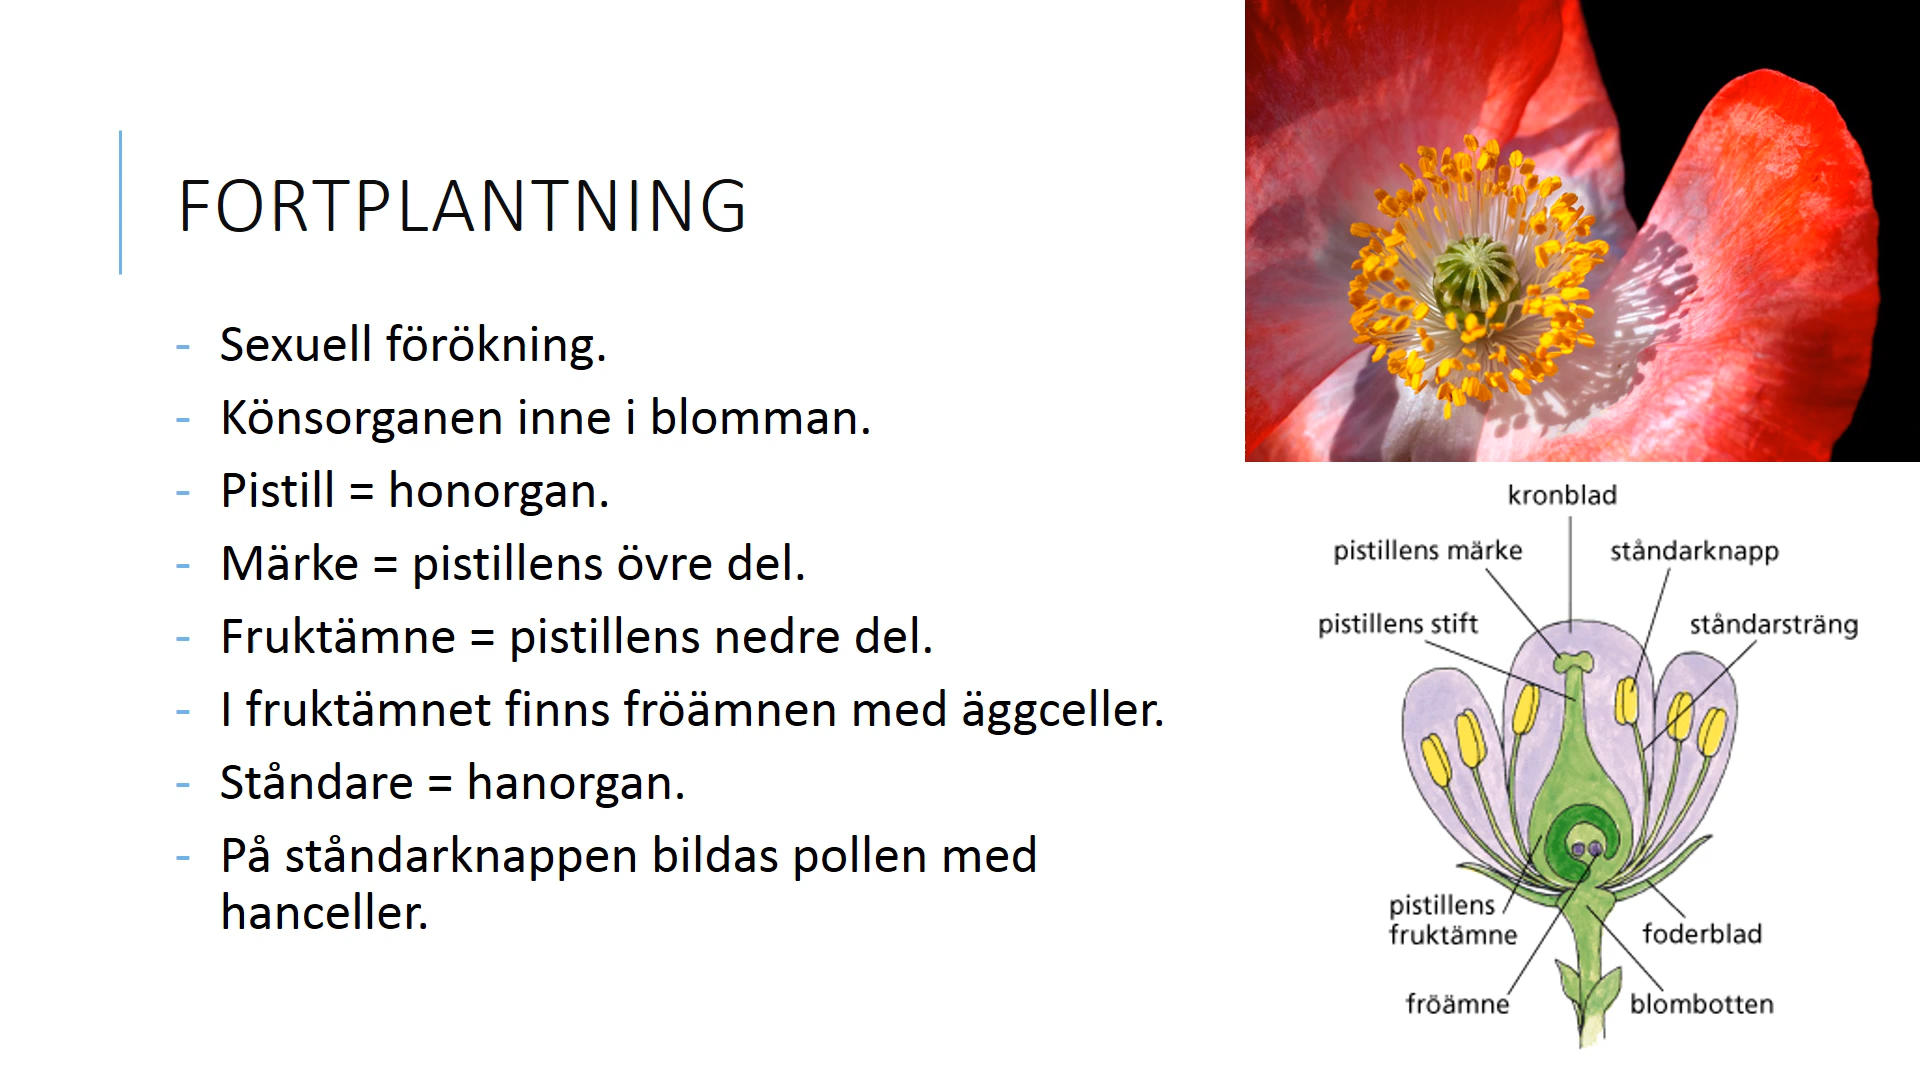 FORTPLANTNING
- Sexuell förökning.
- Könsorganen inne i blomman.
- Pistill = honorgan.
- Märke = pistillens övre del.
- Fruktämne = pistillens nedre del.
- I fruktämnet finns fröämnen med äggceller.
- Ståndare = hanorgan.
- På ståndarknappen bildas pollen med
hanceller.
kronblad
pistillens märke
ståndarknapp
pistillens stift
ståndarsträng
pistillens
fruktämne
foderblad
fröämne
blombotten